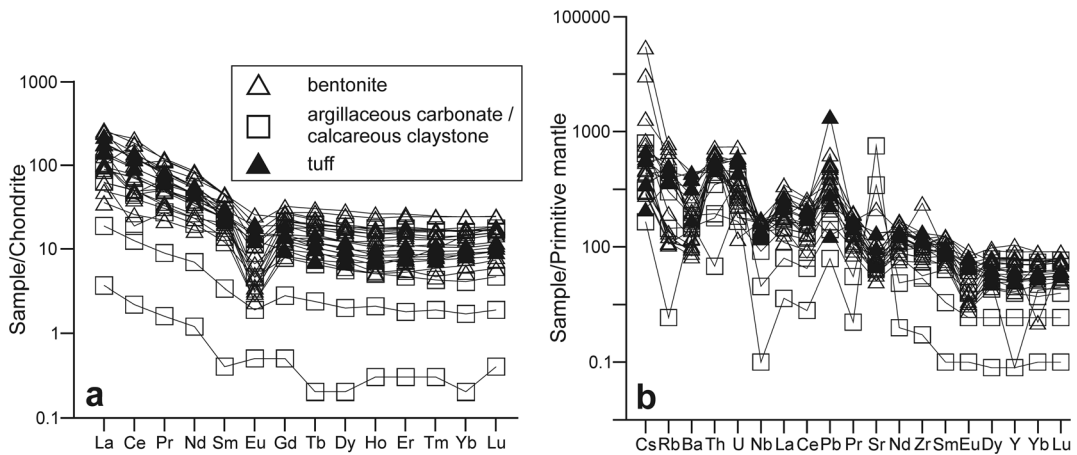 Sample/Chondrite
1000
100
10
1
0.1
bentonite
argillaceous carbonate /
calcareous claystone
tuff
a
La Ce Pr Nd Sm Eu Gd Tb Dy Ho Er Tm Yb Lu
Sample/Primitive mantle
100000
1000
100
0.1
b
Cs Rb Ba Th U Nb La Ce Pb Pr Sr Nd Zr Sm Eu Dy Y Yb Lu